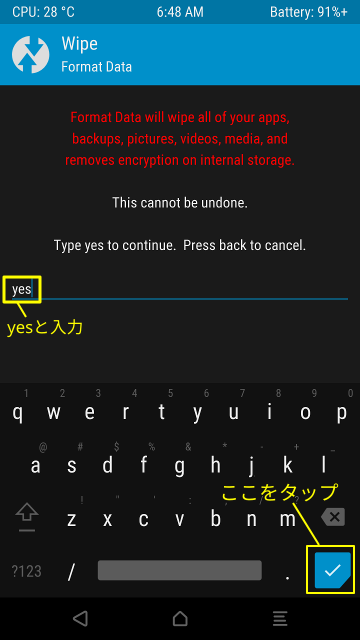 CPU: 28 °C 6:48 AM Battery: 91%+
Wipe
Format Data
Format Data will wipe all of your apps,
backups, pictures, videos, media, and
removes encryption on internal storage.
This cannot be undone.
Type yes to continue.  Press back to cancel.
yes
yesと入力
1 2 3 4 5 6 7 8 9 0
q w e r t y u i o p
@ # $ % & * - + _
a s d f g h j k l
ここをタップ
z x c v b n m
?123 / .